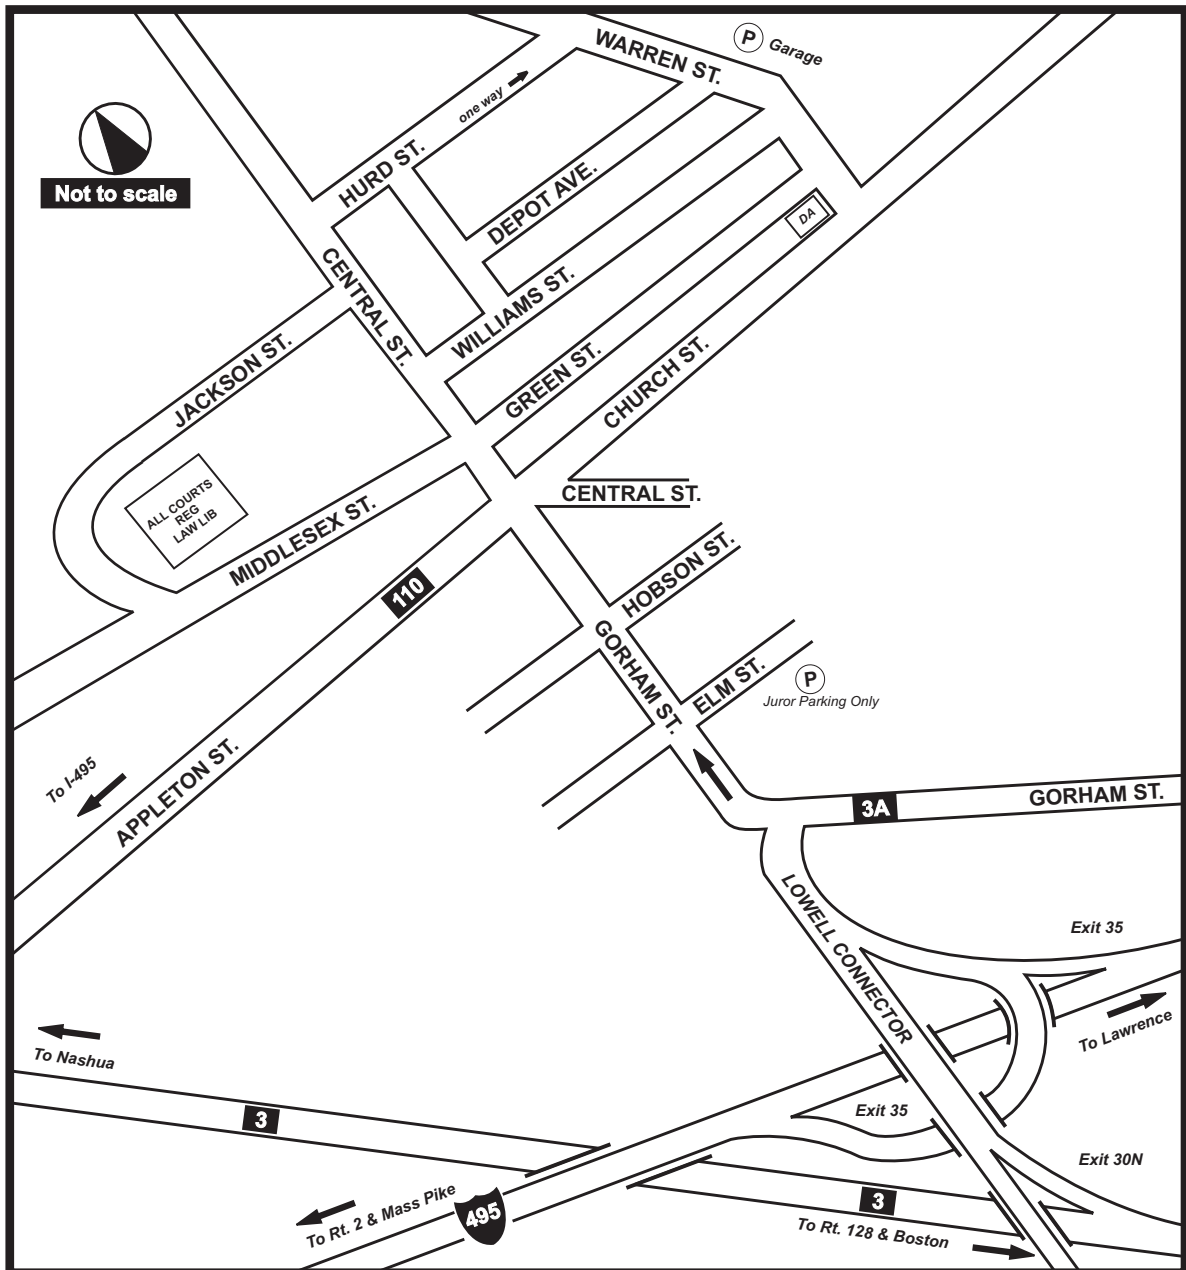 WARREN ST.
P
Garage
one way
Not to scale
HURD ST.
DEPOT AVE.
DA
CENTRAL ST.
WILLIAMS ST.
JACKSON ST.
GREEN ST.
CHURCH ST.
ALL COURTS
REG
LAW LIB
CENTRAL ST.
MIDDLESEX ST.
110
HOBSON ST.
GORHAM ST.
ELM ST.
P
Juror Parking Only
To I-495
APPLETON ST.
3A
GORHAM ST.
LOWELL CONNECTOR
Exit 35
To Lawrence
To Nashua
3
Exit 35
Exit 30N
3
To Rt. 2 & Mass Pike
495
To Rt. 128 & Boston